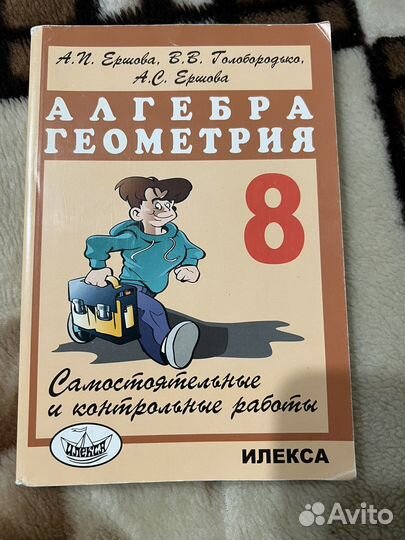 А.П. Ершова, В.В. Голобородько,
А.С. Ершова
АЛГЕБРА
ГЕОМЕТРИЯ
8
Самостоятельные
и контрольные работы
ИЛЕКСА
ИЛЕКСА
Avito